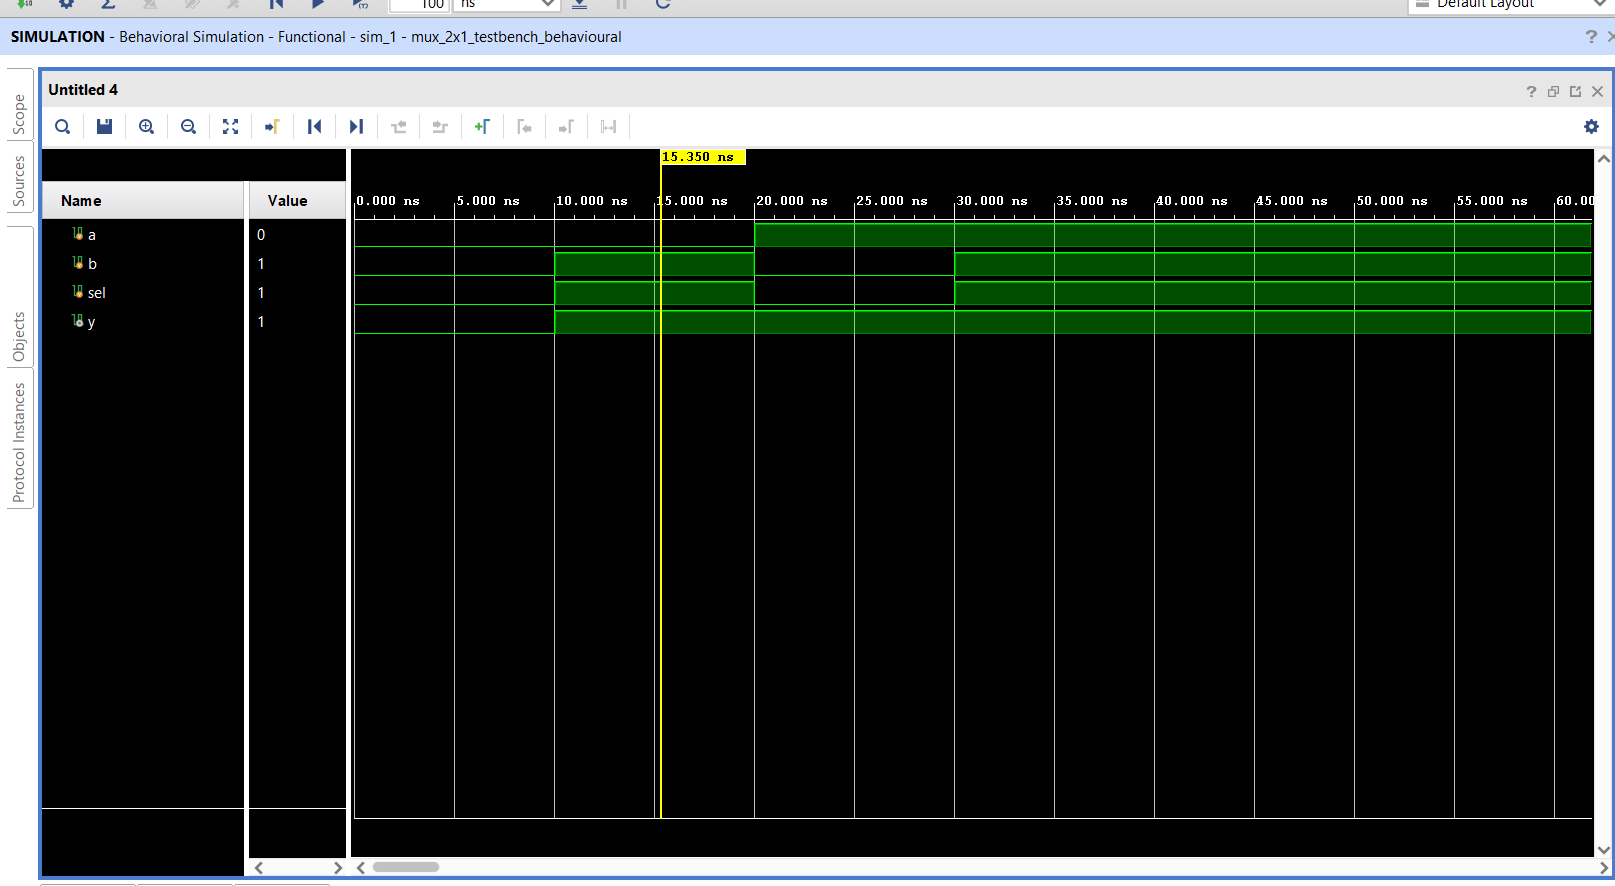 100 ns Default Layout
SIMULATION - Behavioral Simulation - Functional - sim_1 - mux_2x1_testbench_behavioural
Untitled 4
Scope
Sources
Objects
Protocol Instances
15.350 ns
Name Value
0.000 ns 5.000 ns 10.000 ns 15.000 ns 20.000 ns 25.000 ns 30.000 ns 35.000 ns 40.000 ns 45.000 ns 50.000 ns 55.000 ns 60.00
a 0
b 1
sel 1
y 1